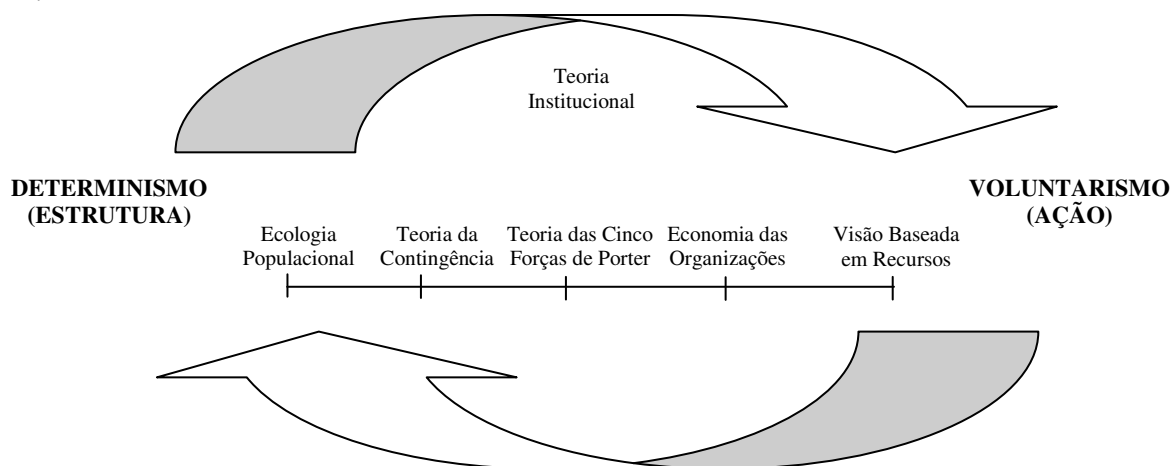 Teoria
Institucional
DETERMINISMO
(ESTRUTURA)
VOLUNTARISMO
(AÇÃO)
Ecologia
Populacional
Teoria da
Contingência
Teoria das Cinco
Forças de Porter
Economia das
Organizações
Visão Baseada
em Recursos